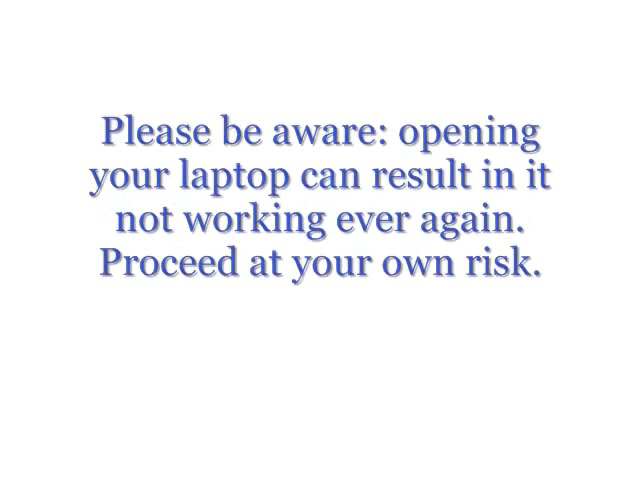 Please be aware: opening
your laptop can result in it
not working ever again.
Proceed at your own risk.